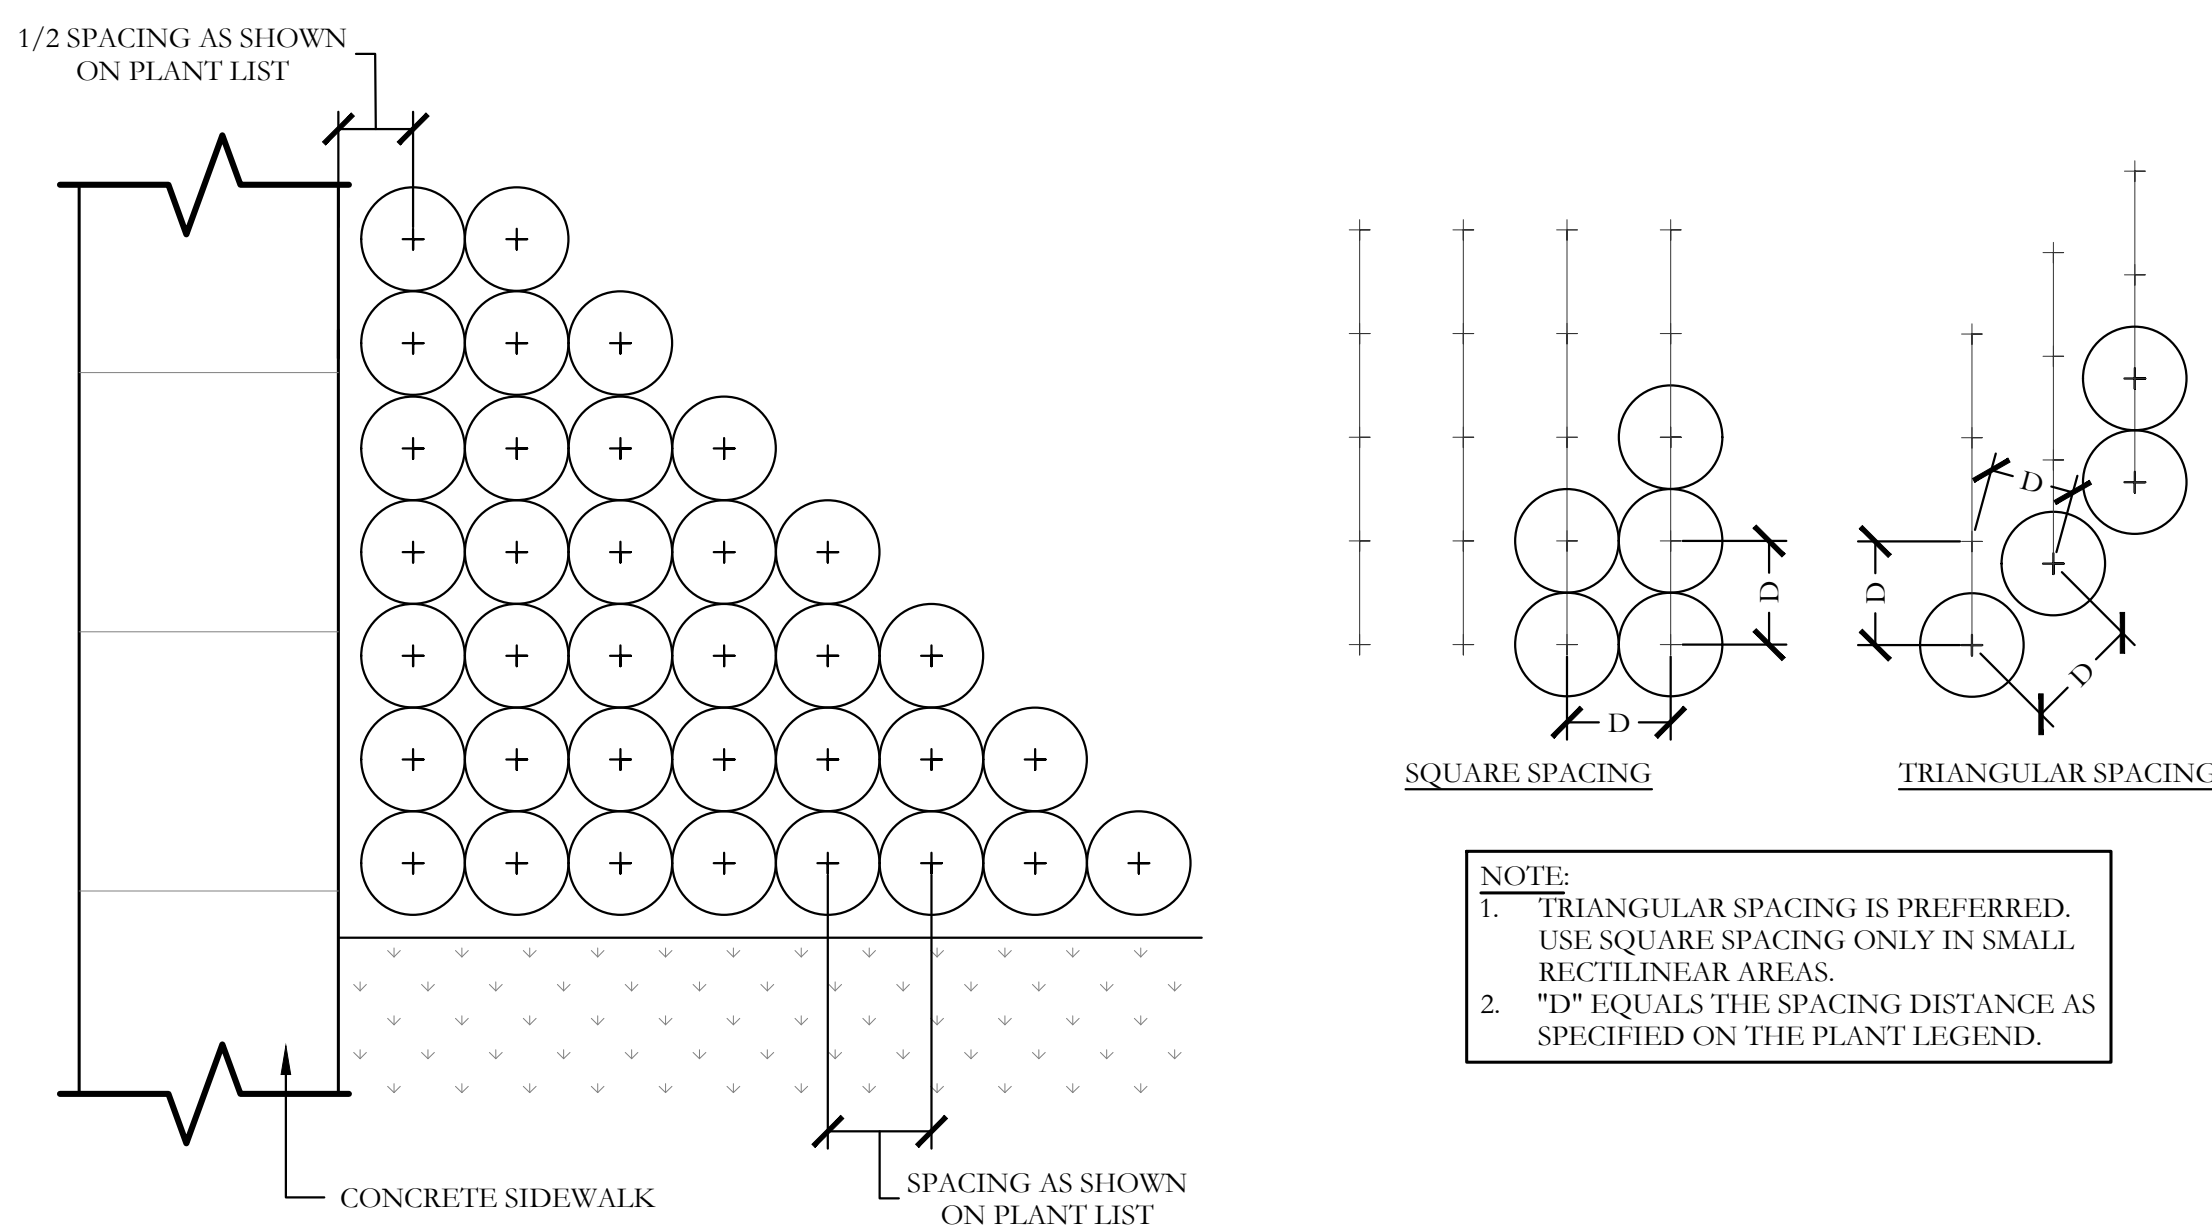 1/2 SPACING AS SHOWN
ON PLANT LIST
D
D
D
D
D
SQUARE SPACING
TRIANGULAR SPACING
NOTE:
1. TRIANGULAR SPACING IS PREFERRED.
USE SQUARE SPACING ONLY IN SMALL
RECTILINEAR AREAS.
2. "D" EQUALS THE SPACING DISTANCE AS
SPECIFIED ON THE PLANT LEGEND.
CONCRETE SIDEWALK
SPACING AS SHOWN
ON PLANT LIST